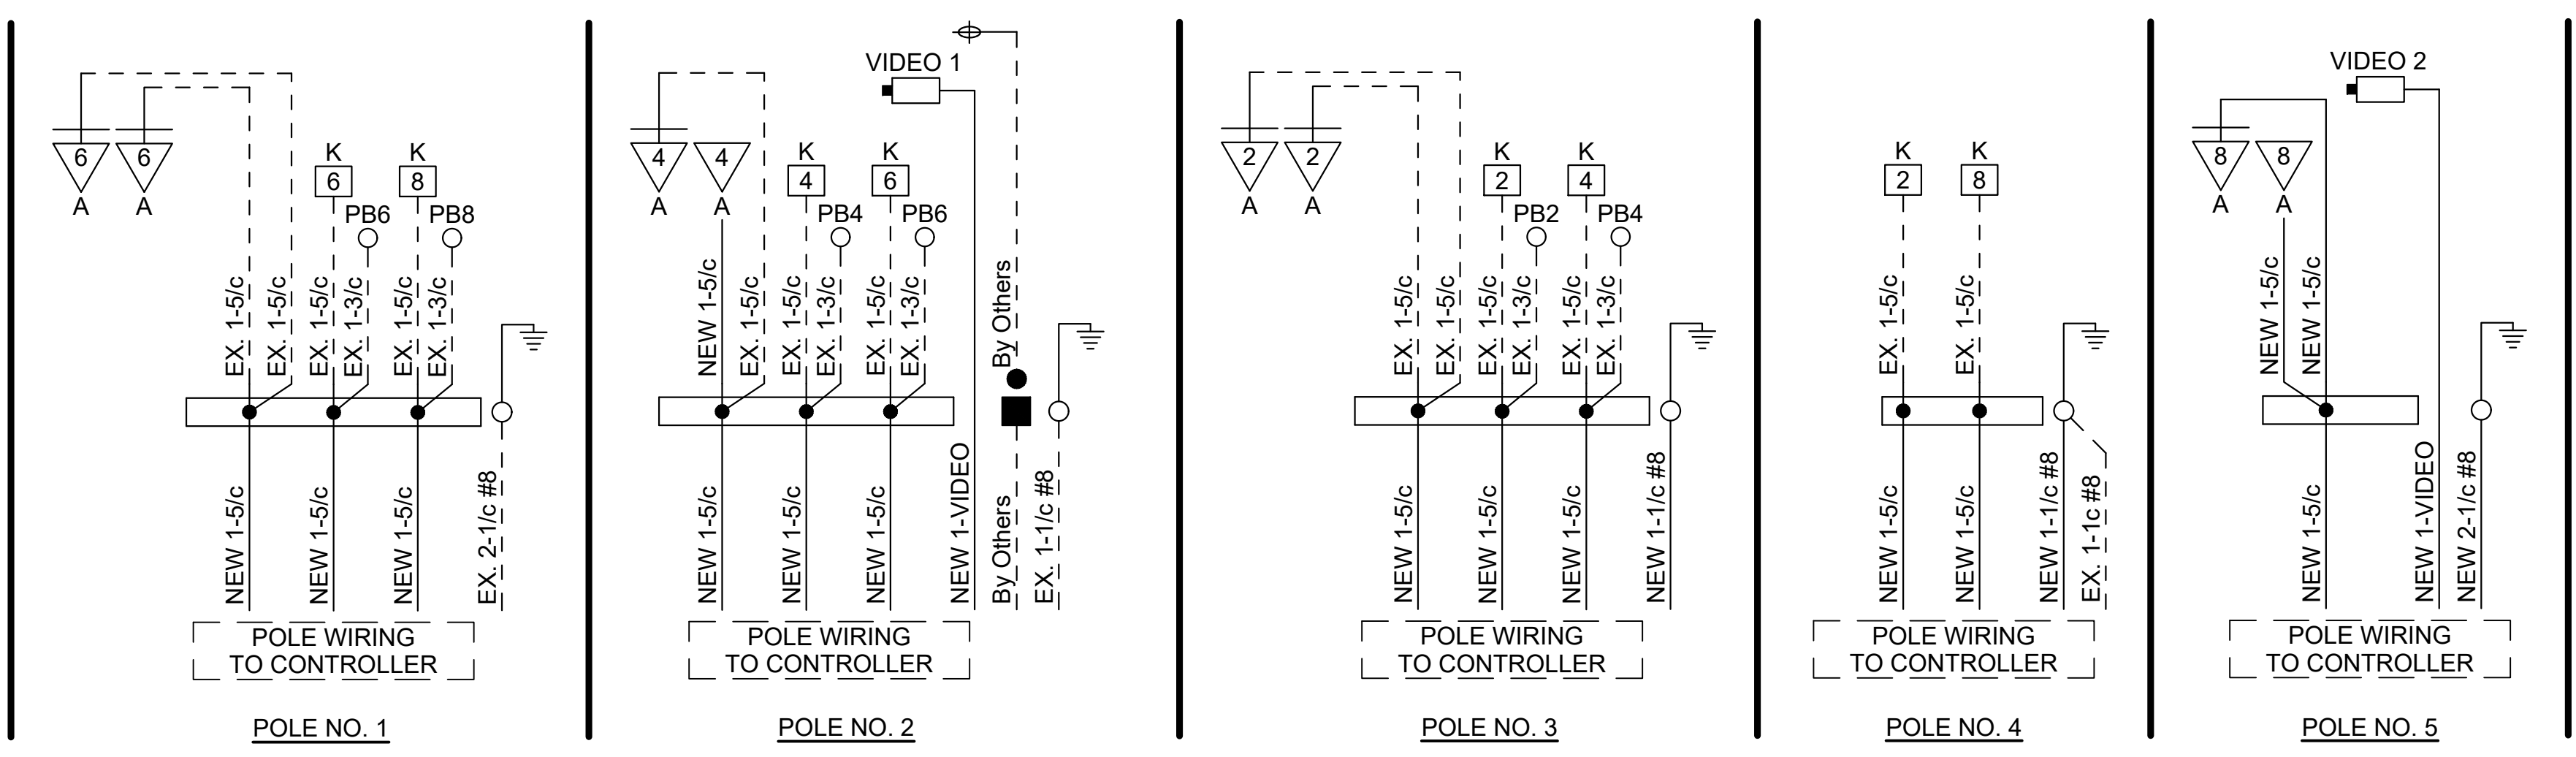 6 6
A A
K K
6 8
PB6 PB8
EX. 1-5/c
EX. 1-5/c
EX. 1-5/c
EX. 1-3/c
EX. 1-5/c
EX. 1-3/c
NEW 1-5/c
NEW 1-5/c
NEW 1-5/c
EX. 2-1/c #8
POLE WIRING
TO CONTROLLER
POLE NO. 1
VIDEO 1
4 4
A A
K K
4 6
PB4 PB6
NEW 1-5/c
EX. 1-5/c
EX. 1-5/c
EX. 1-3/c
EX. 1-5/c
EX. 1-3/c
By Others
NEW 1-5/c
NEW 1-5/c
NEW 1-5/c
NEW 1-VIDEO
By Others
EX. 1-1/c #8
POLE WIRING
TO CONTROLLER
POLE NO. 2
2 2
A A
K K
2 4
PB2 PB4
EX. 1-5/c
EX. 1-5/c
EX. 1-5/c
EX. 1-3/c
EX. 1-5/c
EX. 1-3/c
NEW 1-5/c
NEW 1-5/c
NEW 1-5/c
NEW 1-1/c #8
POLE WIRING
TO CONTROLLER
POLE NO. 3
K K
2 8
EX. 1-5/c
EX. 1-5/c
NEW 1-5/c
NEW 1-5/c
NEW 1-1/c #8
EX. 1-1c #8
POLE WIRING
TO CONTROLLER
POLE NO. 4
VIDEO 2
8 8
A A
NEW 1-5/c
NEW 1-5/c
NEW 1-5/c
NEW 1-VIDEO
NEW 2-1/c #8
POLE WIRING
TO CONTROLLER
POLE NO. 5